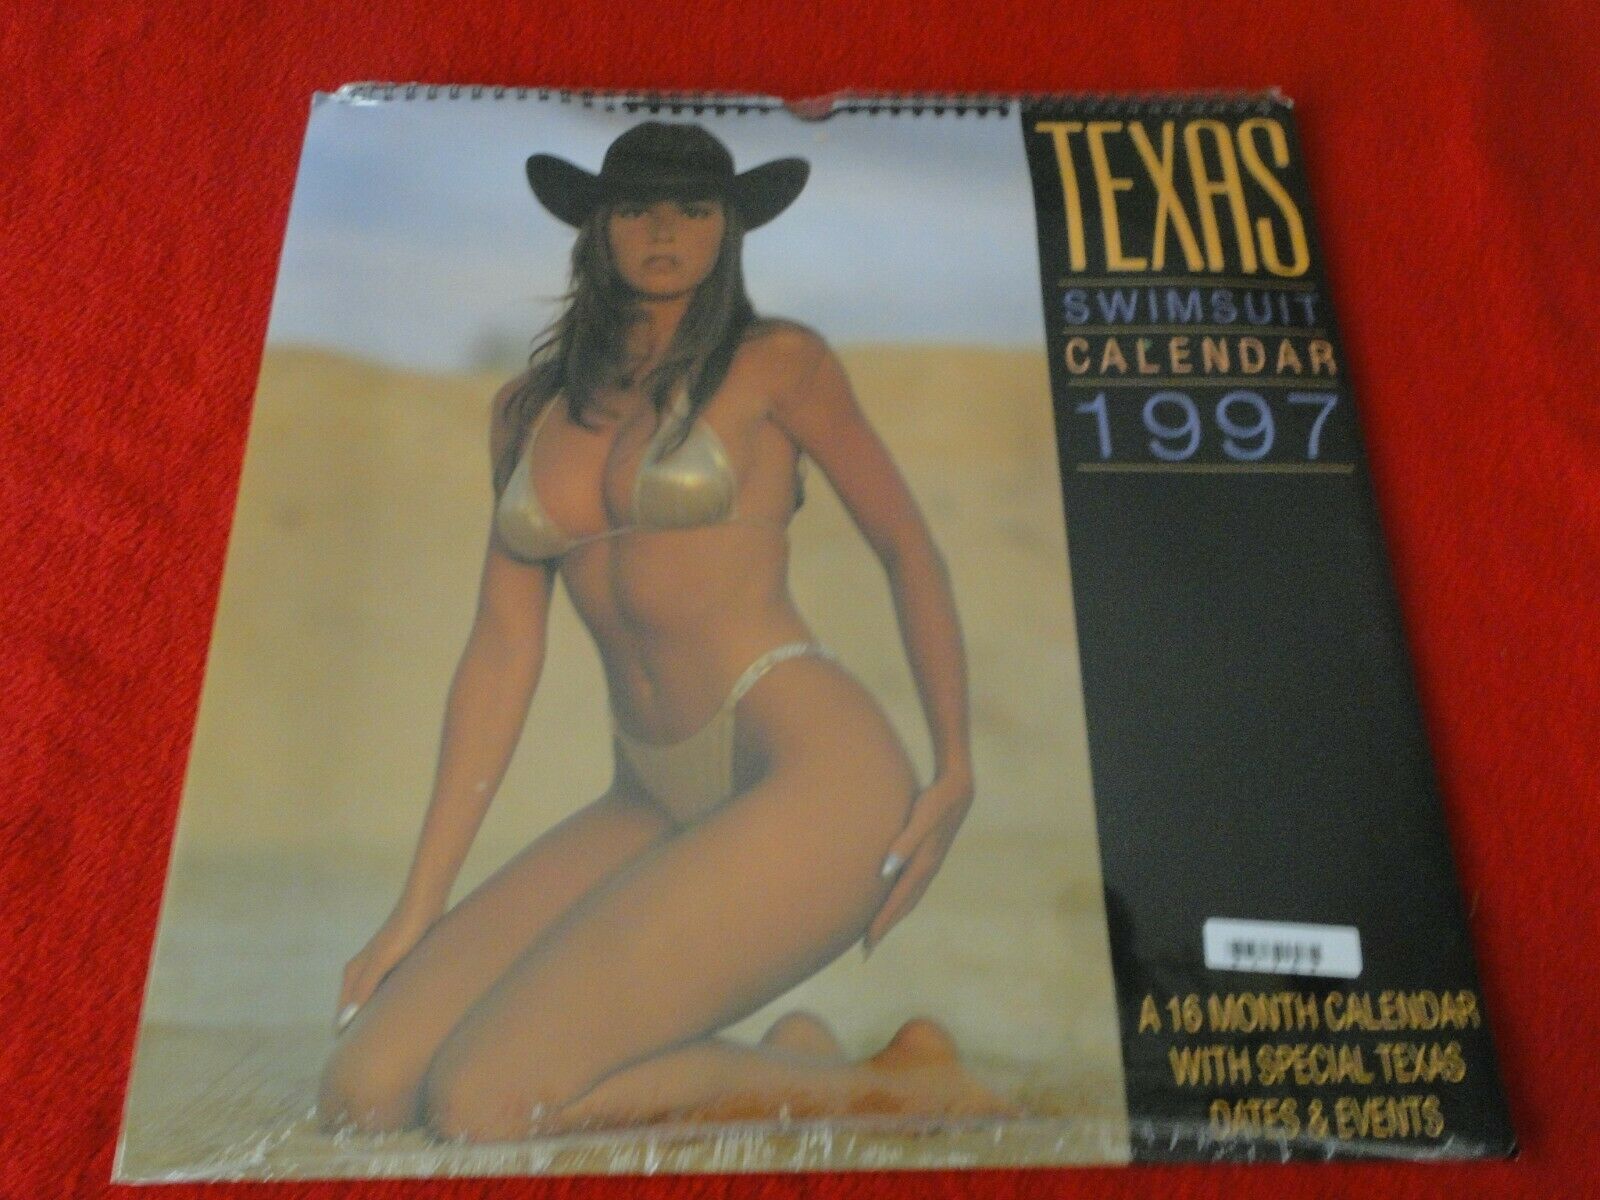 TEXAS
SWIMSUIT
CALENDAR
1997
A 16 MONTH CALENDAR
WITH SPECIAL TEXAS
DATES & EVENTS